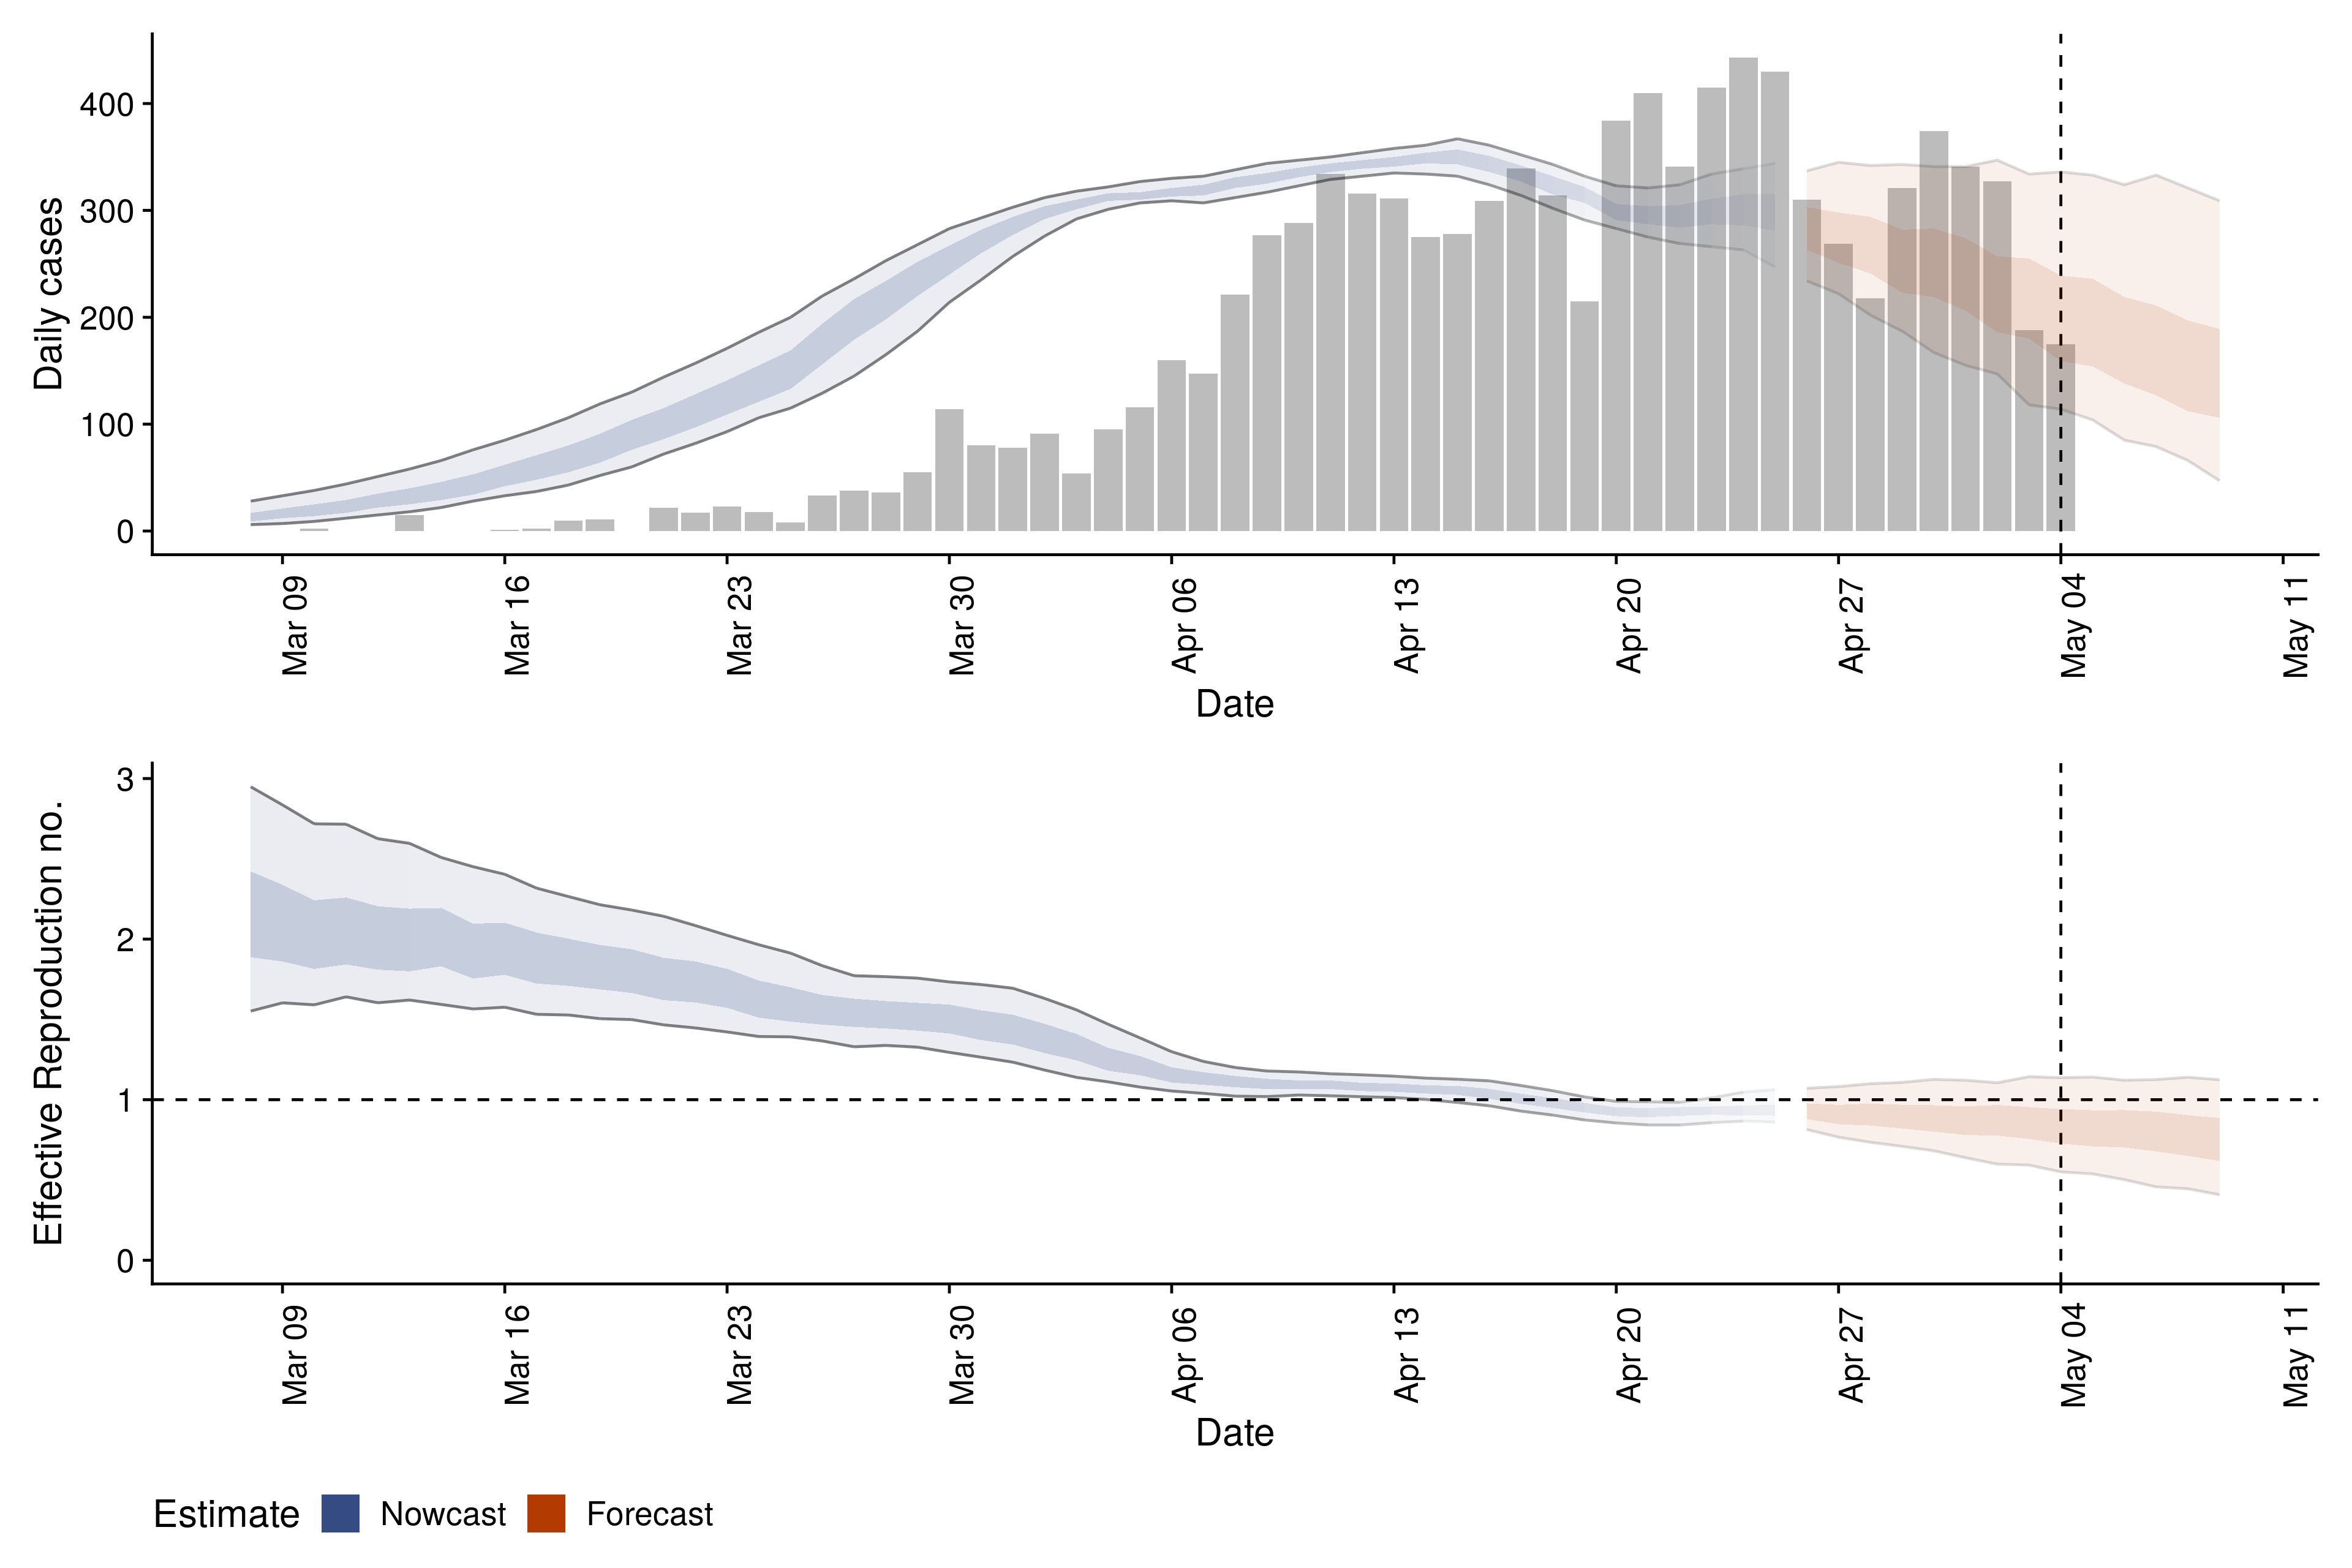 Daily cases
400
300
200
100
0
Mar 09
Mar 16
Mar 23
Mar 30
Apr 06
Apr 13
Apr 20
Apr 27
May 04
May 11
Date
Effective Reproduction no.
3
2
1
0
Mar 09
Mar 16
Mar 23
Mar 30
Apr 06
Apr 13
Apr 20
Apr 27
May 04
May 11
Date
Estimate Nowcast Forecast